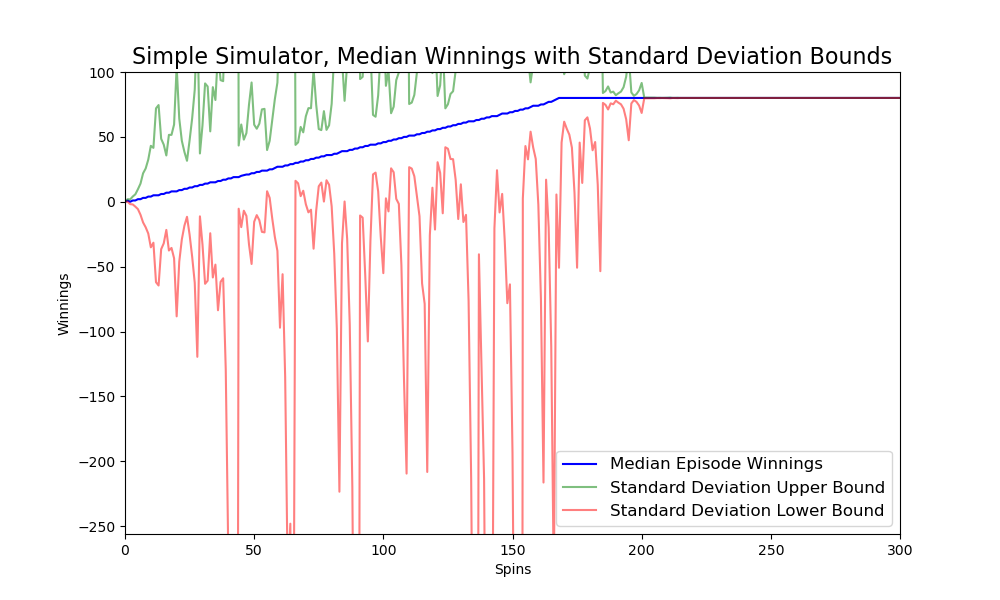 Simple Simulator, Median Winnings with Standard Deviation Bounds
100
50
0
−50
−100
−150
−200
−250
Winnings
Median Episode Winnings
Standard Deviation Upper Bound
Standard Deviation Lower Bound
0 50 100 150 200 250 300
Spins